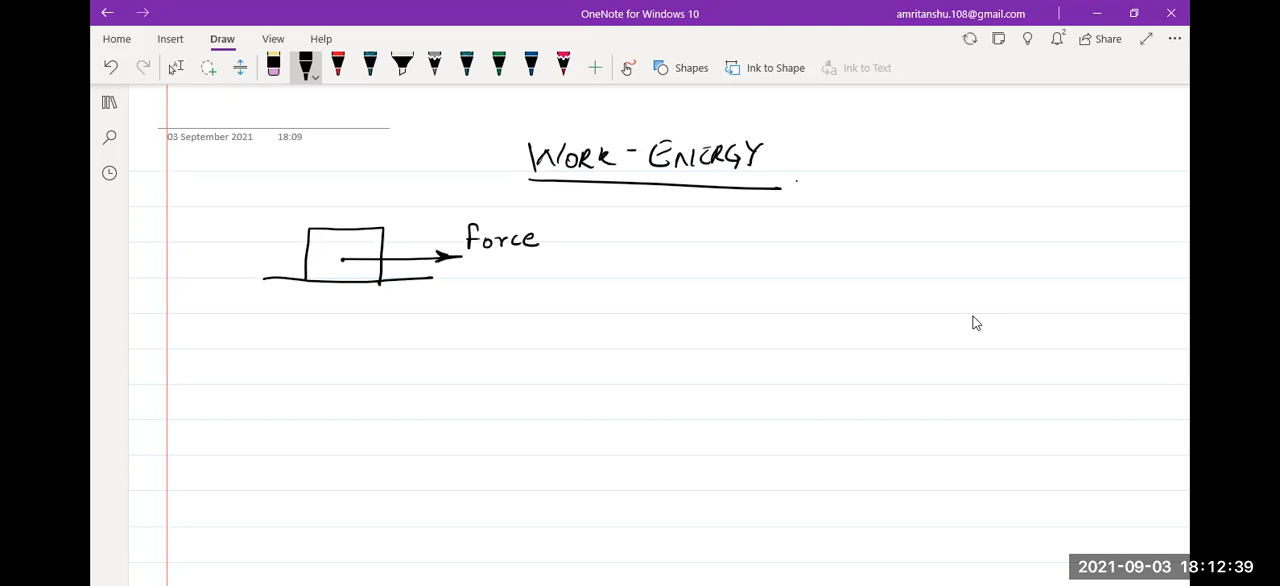 OneNote for Windows 10
amritanshu.108@gmail.com
Home Insert Draw View Help
2
Share
Shapes
Ink to Shape
Ink to Text
03 September 2021 18:09
WORK - ENERGY
force
2021-09-03 18:12:39